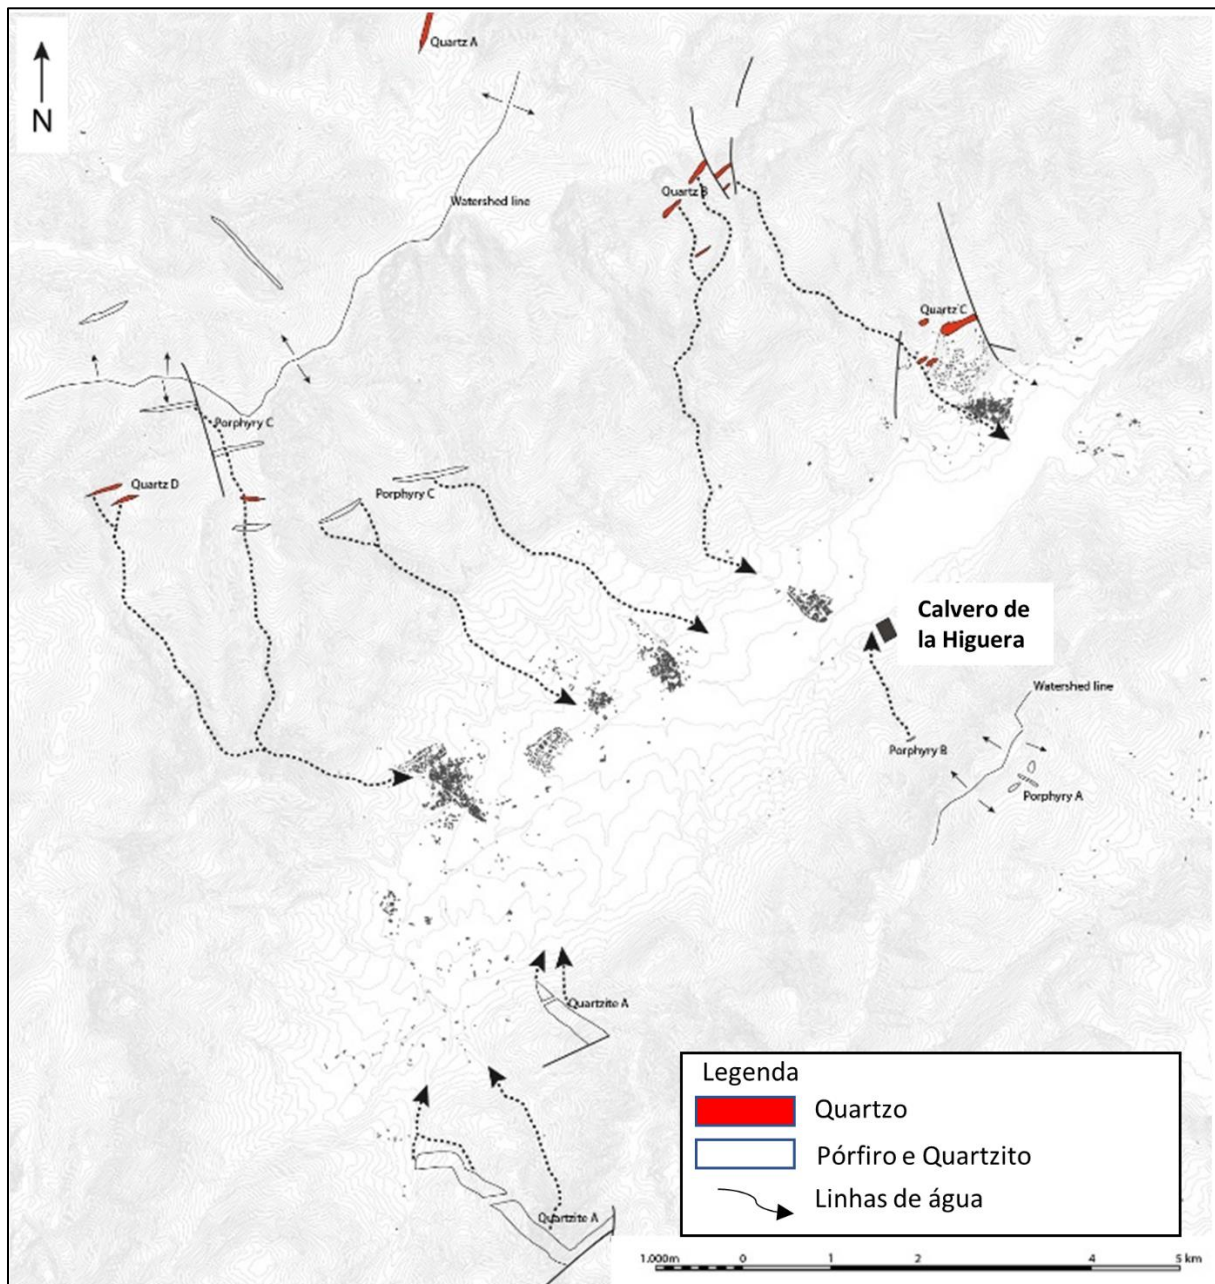 Quartz A
N
Watershed line
Quartz B
Quartz C
Porphyry C
Quartz D
Porphyry C
Calvero de
la Higuera
Watershed line
Porphyry B
Porphyry A
Quartzite A
Quartzite A
Legenda
Quartzo
Pórfiro e Quartzito
Linhas de água
1.000m 0 1 2 4 5 km